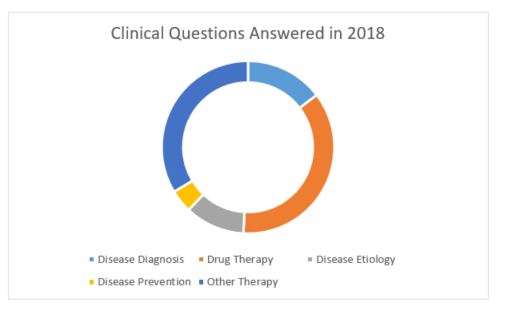 Clinical Questions Answered in 2018
Disease Diagnosis Drug Therapy Disease Etiology
Disease Prevention Other Therapy